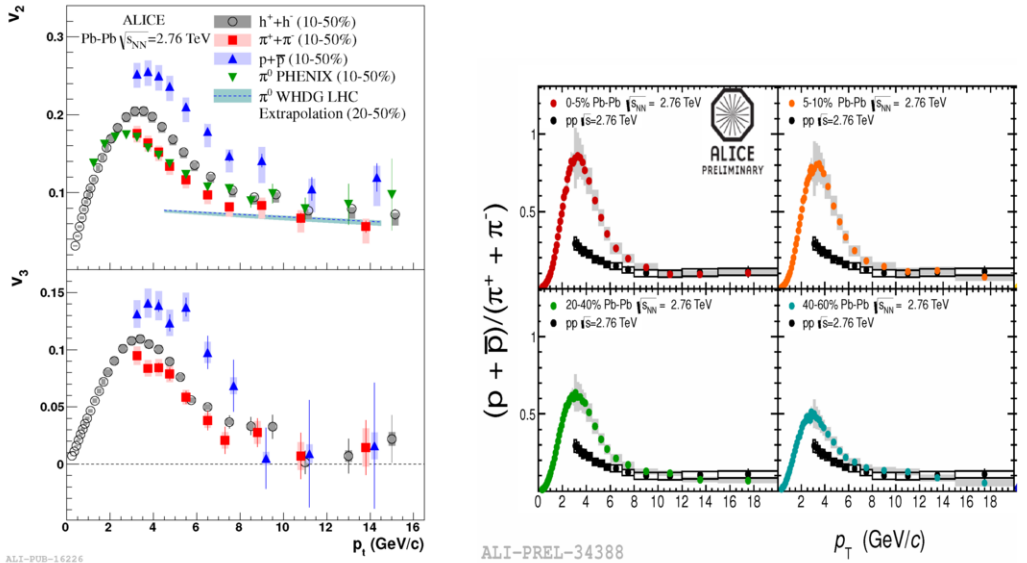 v₂
ALICE
Pb-Pb √sNN=2.76 TeV
h⁺+h⁻ (10-50%)
π⁺+π⁻ (10-50%)
p+p̅ (10-50%)
π⁰ PHENIX (10-50%)
π⁰ WHDG LHC
Extrapolation (20-50%)
0.3
0.2
0.1
v₃
0.15
0.1
0.05
0
0 2 4 6 8 10 12 14 16
pₜ (GeV/c)
ALI-PUB-16226
(p + p̅)/(π⁺ + π⁻)
0-5% Pb-Pb √sNN = 2.76 TeV
pp √s=2.76 TeV
ALICE
PRELIMINARY
5-10% Pb-Pb √sNN = 2.76 TeV
pp √s=2.76 TeV
1
0.5
20-40% Pb-Pb √sNN = 2.76 TeV
pp √s=2.76 TeV
40-60% Pb-Pb √sNN = 2.76 TeV
pp √s=2.76 TeV
1
0.5
0 2 4 6 8 10 12 14 16
0 2 4 6 8 10 12 14 16 20
p_T (GeV/c)
ALI-PREL-34388